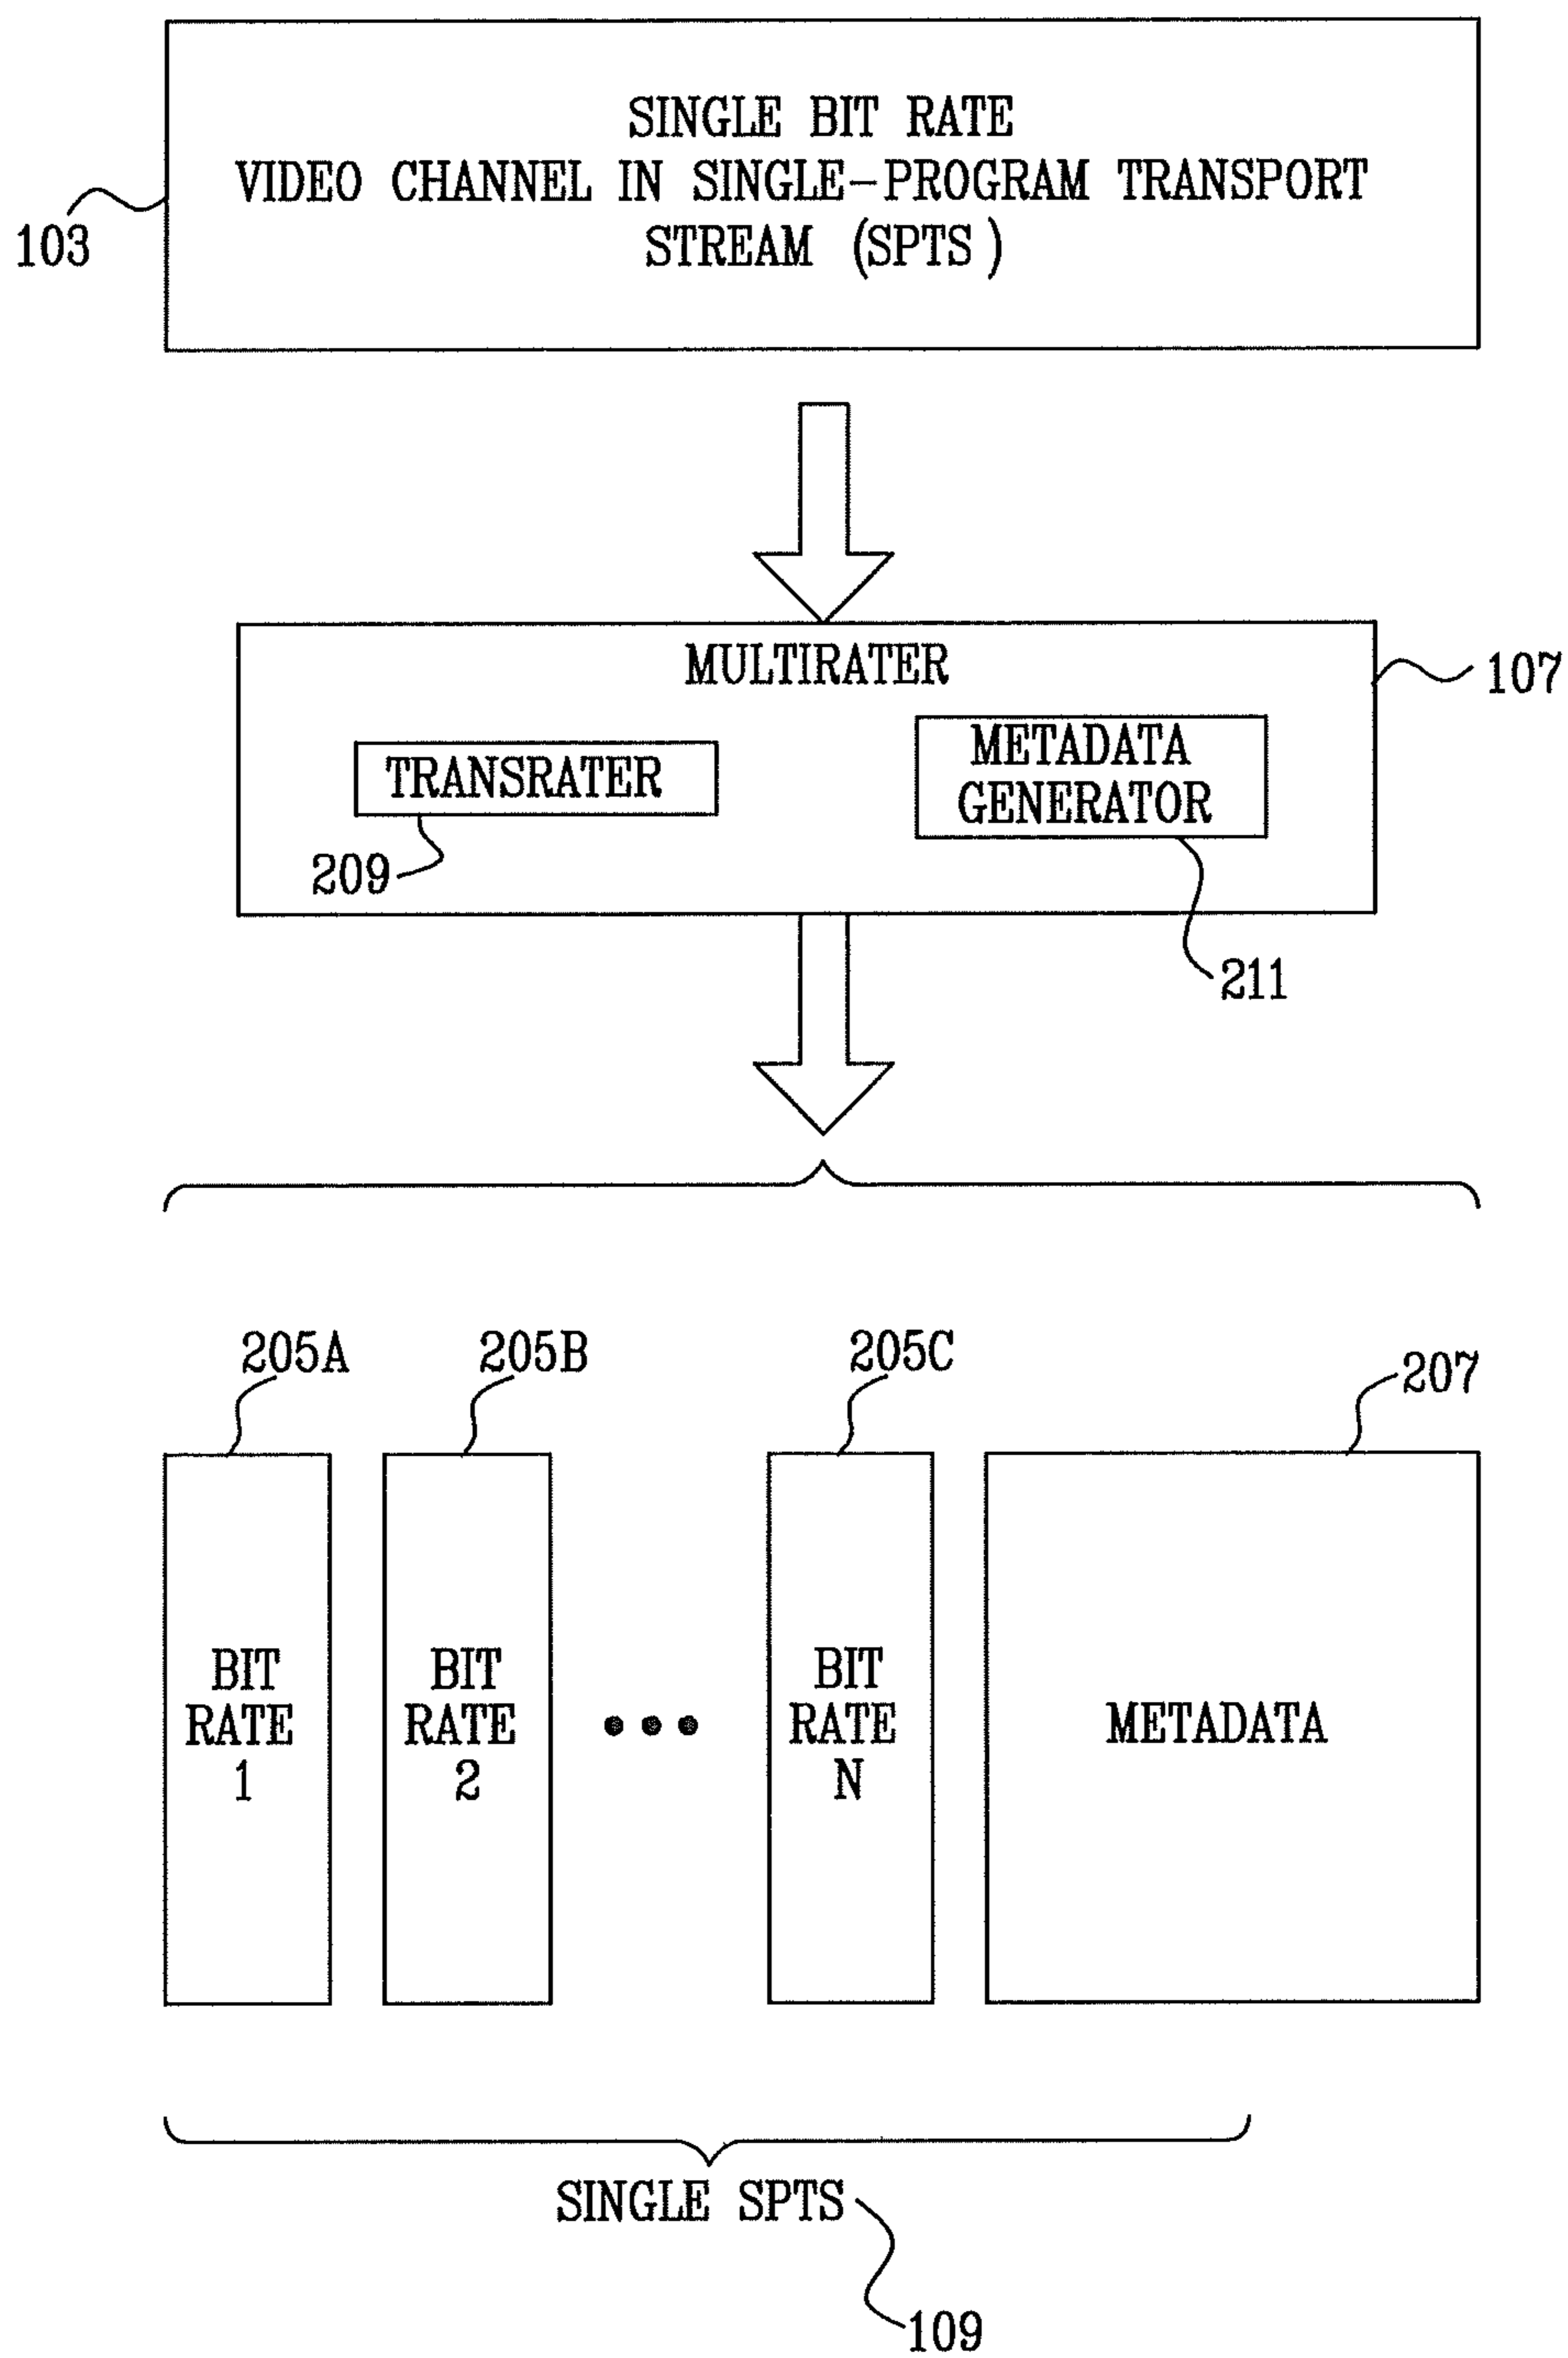 SINGLE BIT RATE
VIDEO CHANNEL IN SINGLE-PROGRAM TRANSPORT
STREAM (SPTS)
103
MULTIRATER
107
TRANSRATER
METADATA
GENERATOR
209
211
205A
205B
205C
207
BIT
RATE
1
BIT
RATE
2
BIT
RATE
N
METADATA
SINGLE SPTS
109